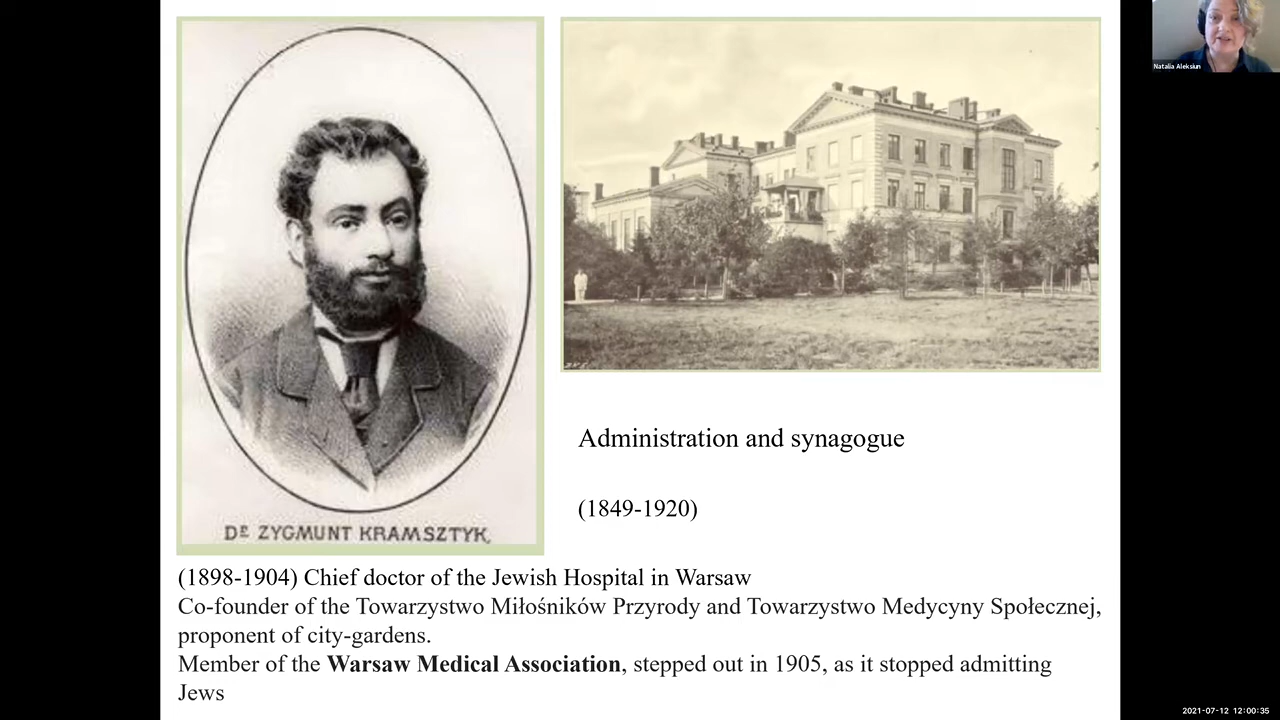 Natalia Aleksiun
DR ZYGMUNT KRAMSZTYK,
Administration and synagogue
(1849-1920)
(1898-1904) Chief doctor of the Jewish Hospital in Warsaw
Co-founder of the Towarzystwo Miłośników Przyrody and Towarzystwo Medycyny Społecznej,
proponent of city-gardens.
Member of the Warsaw Medical Association, stepped out in 1905, as it stopped admitting
Jews
2021-07-12 12:00:35